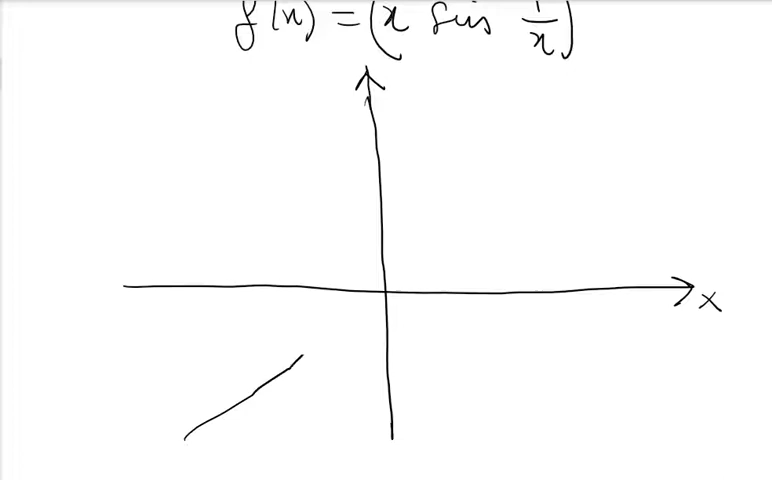 f(x) = (x sin 1/x)
x